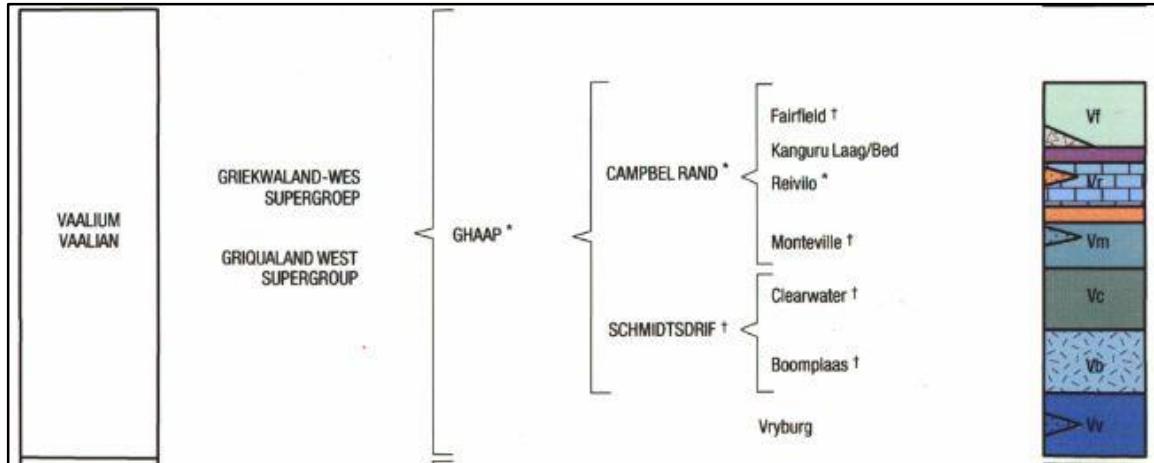 VAALIUM
VAALIAN
GRIEKWALAND-WES
SUPERGROEP
GRIQUALAND WEST
SUPERGROUP
GHAAP *
CAMPBEL RAND *
SCHMIDTSDRIF †
Fairfield †
Kanguru Laag/Bed
Reivilo *
Monteville †
Clearwater †
Boomplaas †
Vryburg
Vf
Vr
Vm
Vc
Vb
Vv